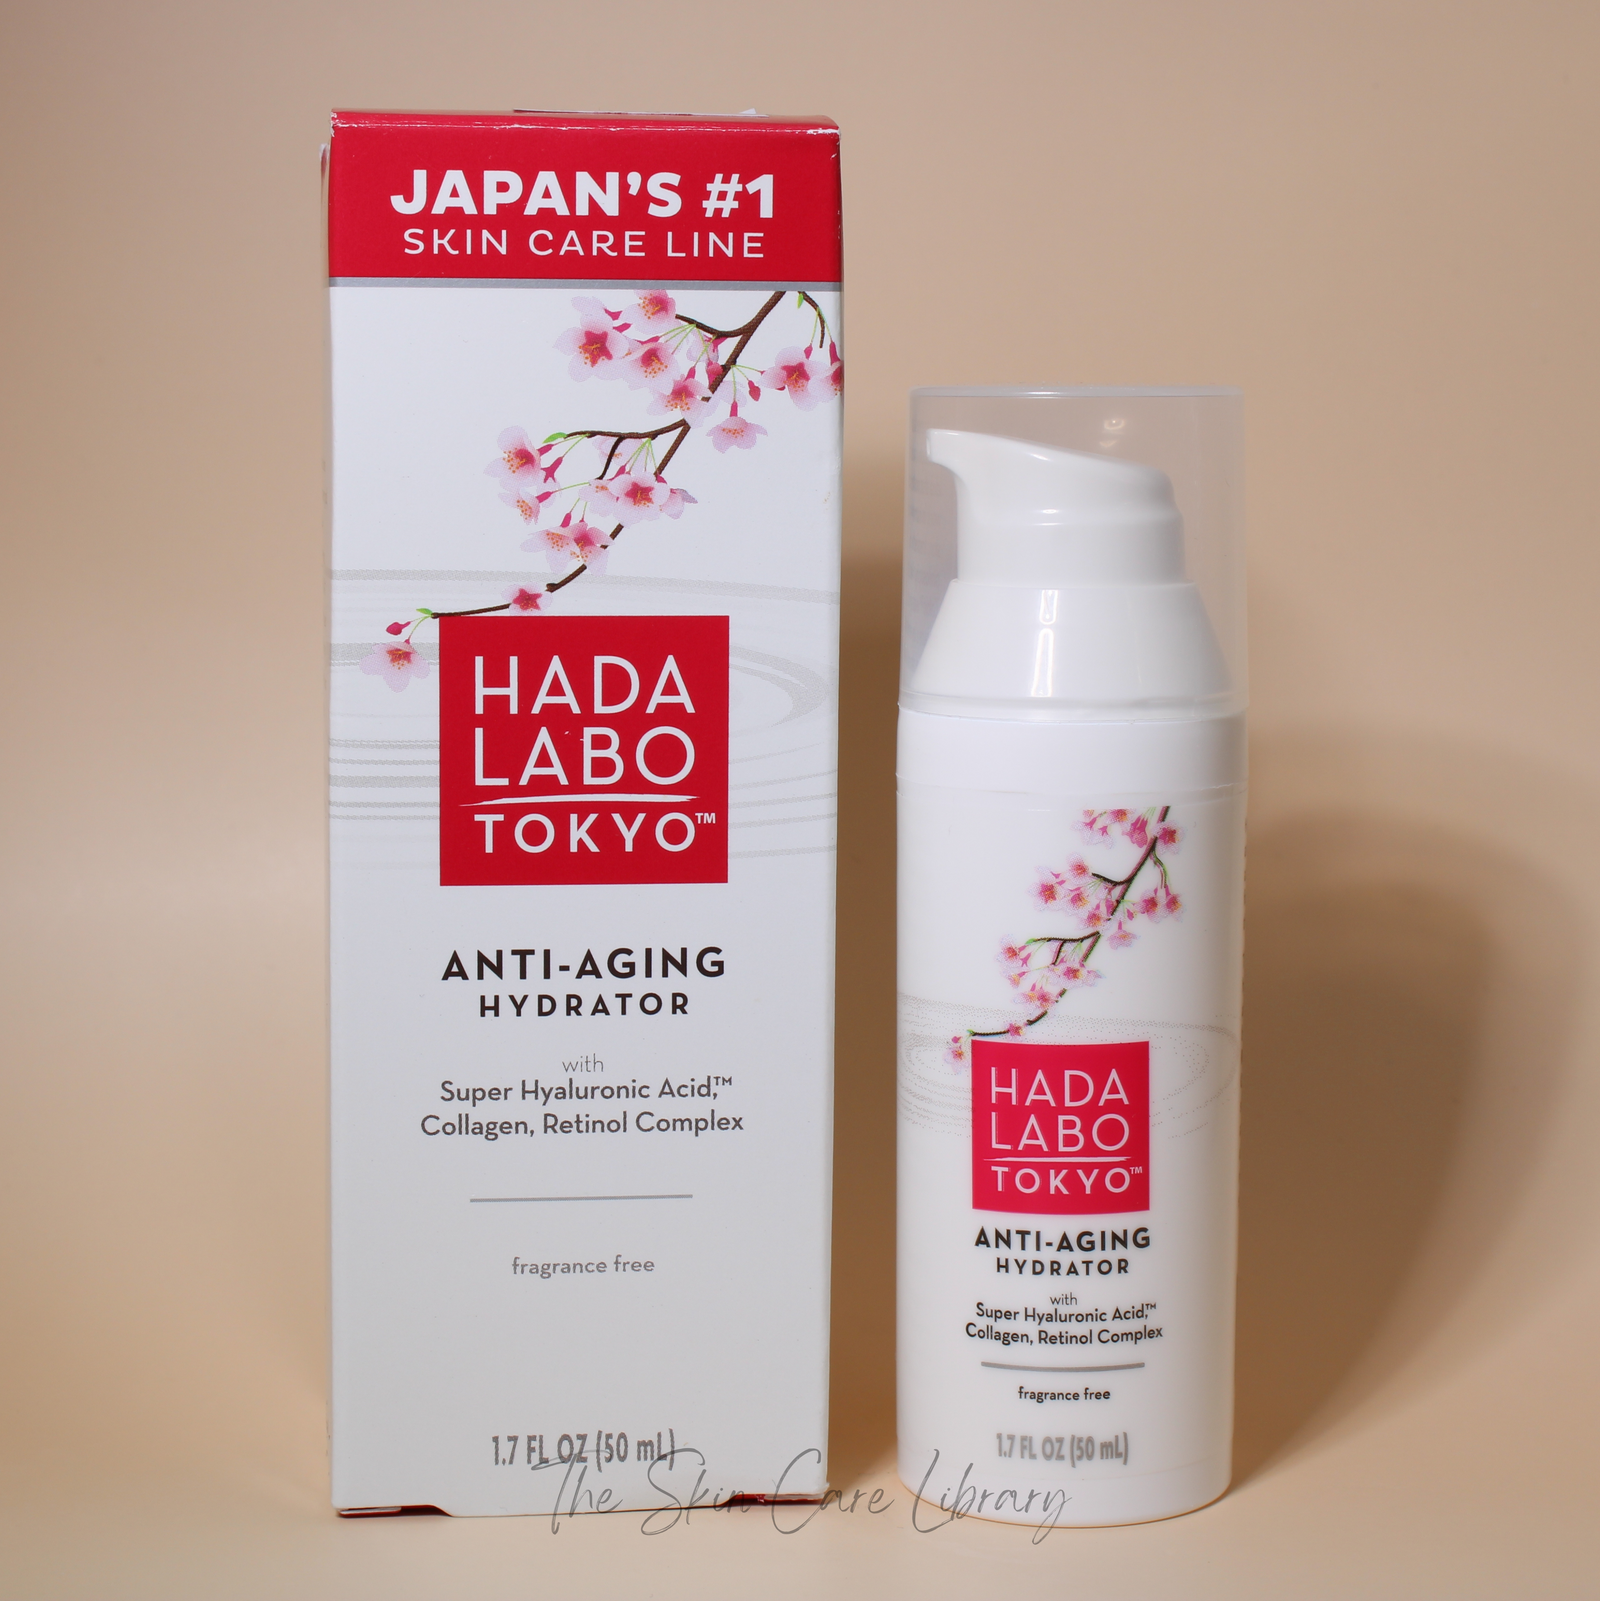 JAPAN'S #1
SKIN CARE LINE
HADA
LABO
TOKYO™
ANTI-AGING
HYDRATOR
with
Super Hyaluronic Acid,™
Collagen, Retinol Complex
fragrance free
1.7 FL OZ (50 mL)
HADA
LABO
TOKYO™
ANTI-AGING
HYDRATOR
with
Super Hyaluronic Acid,™
Collagen, Retinol Complex
fragrance free
1.7 FL OZ (50 mL)
The Skin Care Library